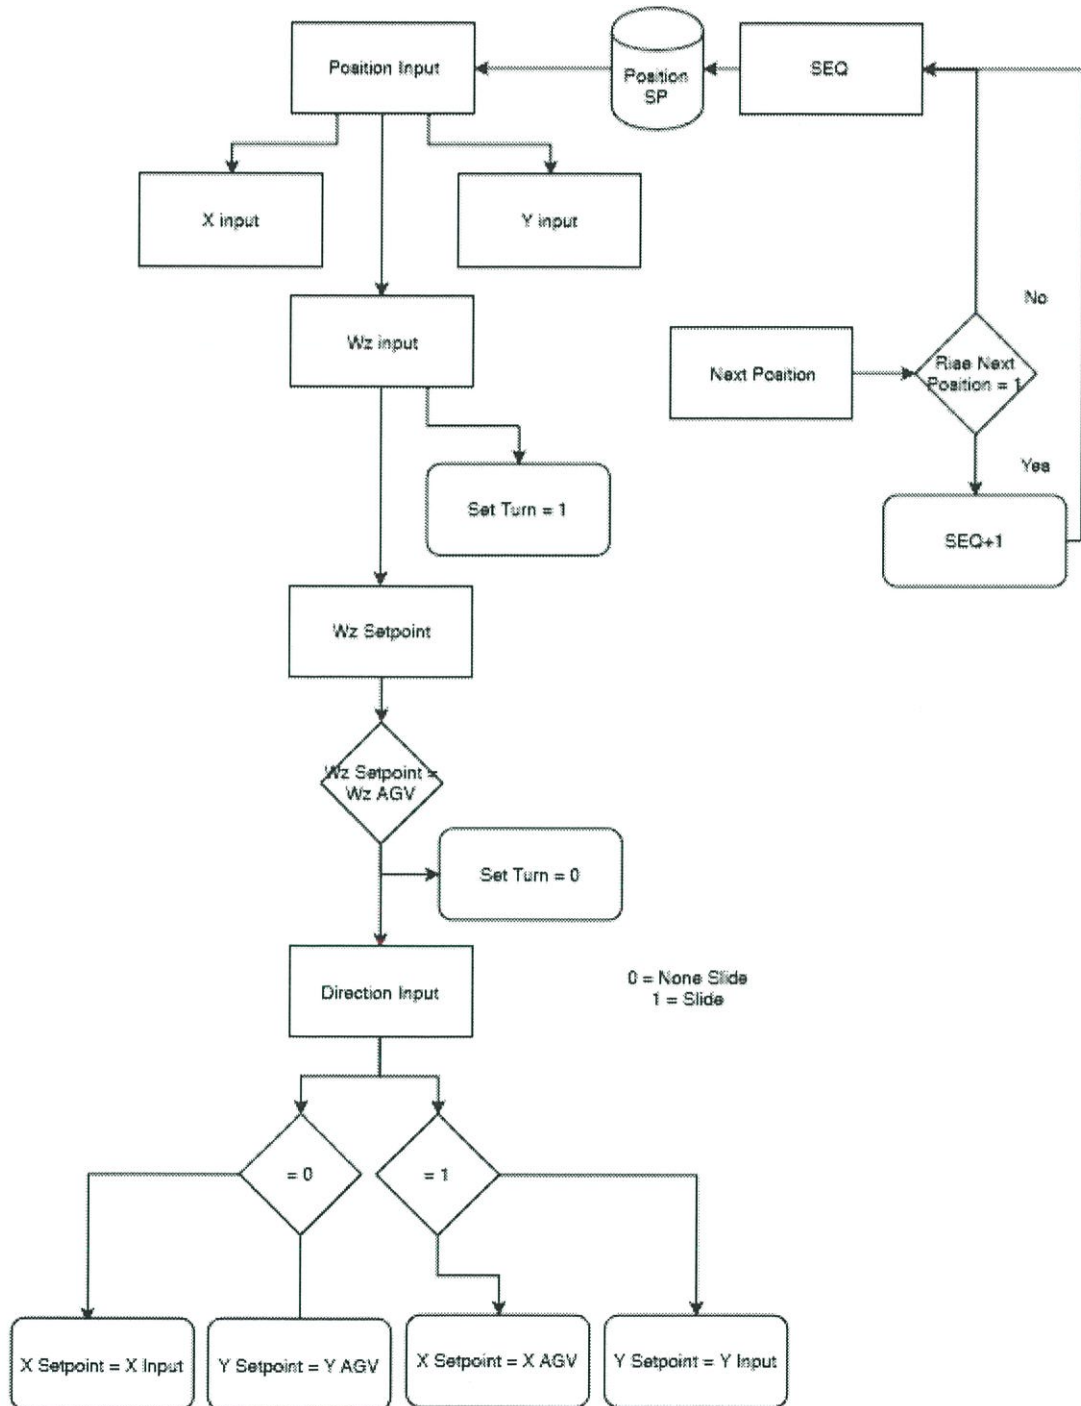 Position Input
Position
SP
SEQ
X input
Y input
Wz input
No
Next Position
Rise Next
Position = 1
Yes
Set Turn = 1
SEQ+1
Wz Setpoint
Wz Setpoint =
Wz AGV
Set Turn = 0
Direction Input
0 = None Slide
1 = Slide
= 0
= 1
X Setpoint = X Input
Y Setpoint = Y AGV
X Setpoint = X AGV
Y Setpoint = Y Input